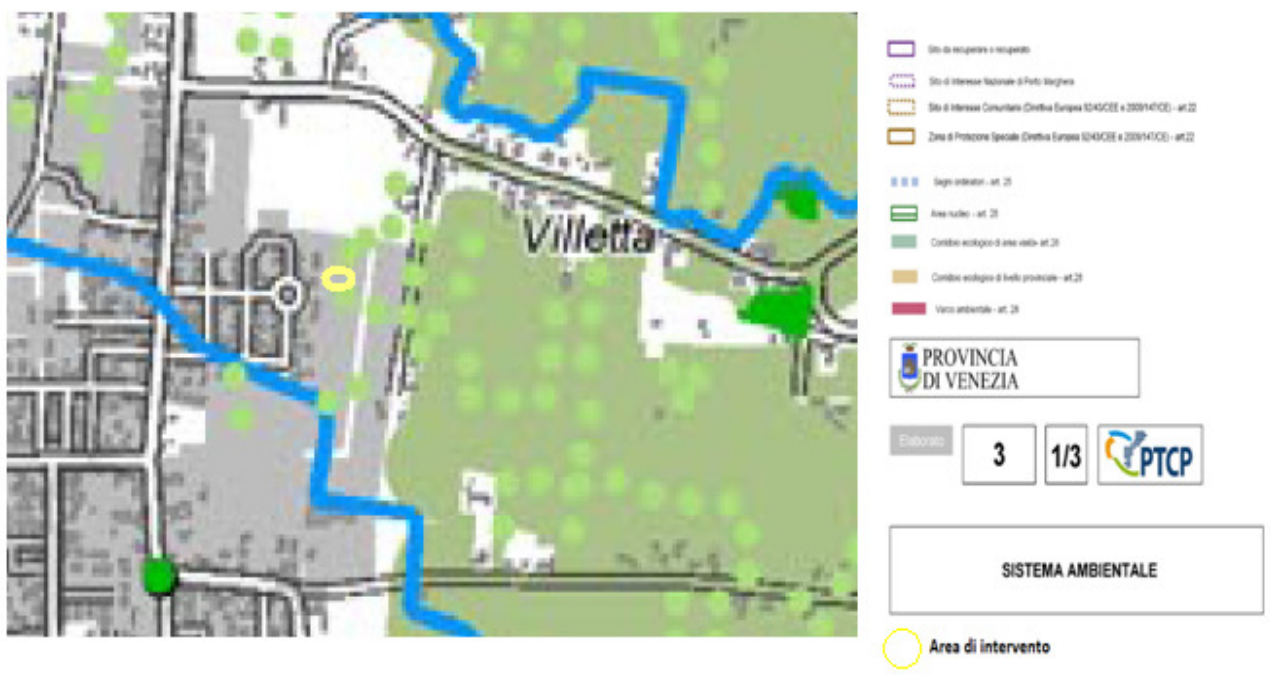 Villetta
Sito da recuperare o recuperato
Sito di Interesse Nazionale di Porto Marghera
Sito di Interesse Comunitario (Direttiva Europea 92/43/CEE e 2009/147/CE) - art.22
Zona di Protezione Speciale (Direttiva Europea 92/43/CEE e 2009/147/CE) - art.22
Segni ordinatori - art. 25
Area nucleo - art. 28
Corridoio ecologico di area vasta- art.28
Corridoio ecologico di livello provinciale - art.28
Varco ambientale - art. 28
PROVINCIA
DI VENEZIA
Elaborato
3
1/3
PTCP
SISTEMA AMBIENTALE
Area di intervento